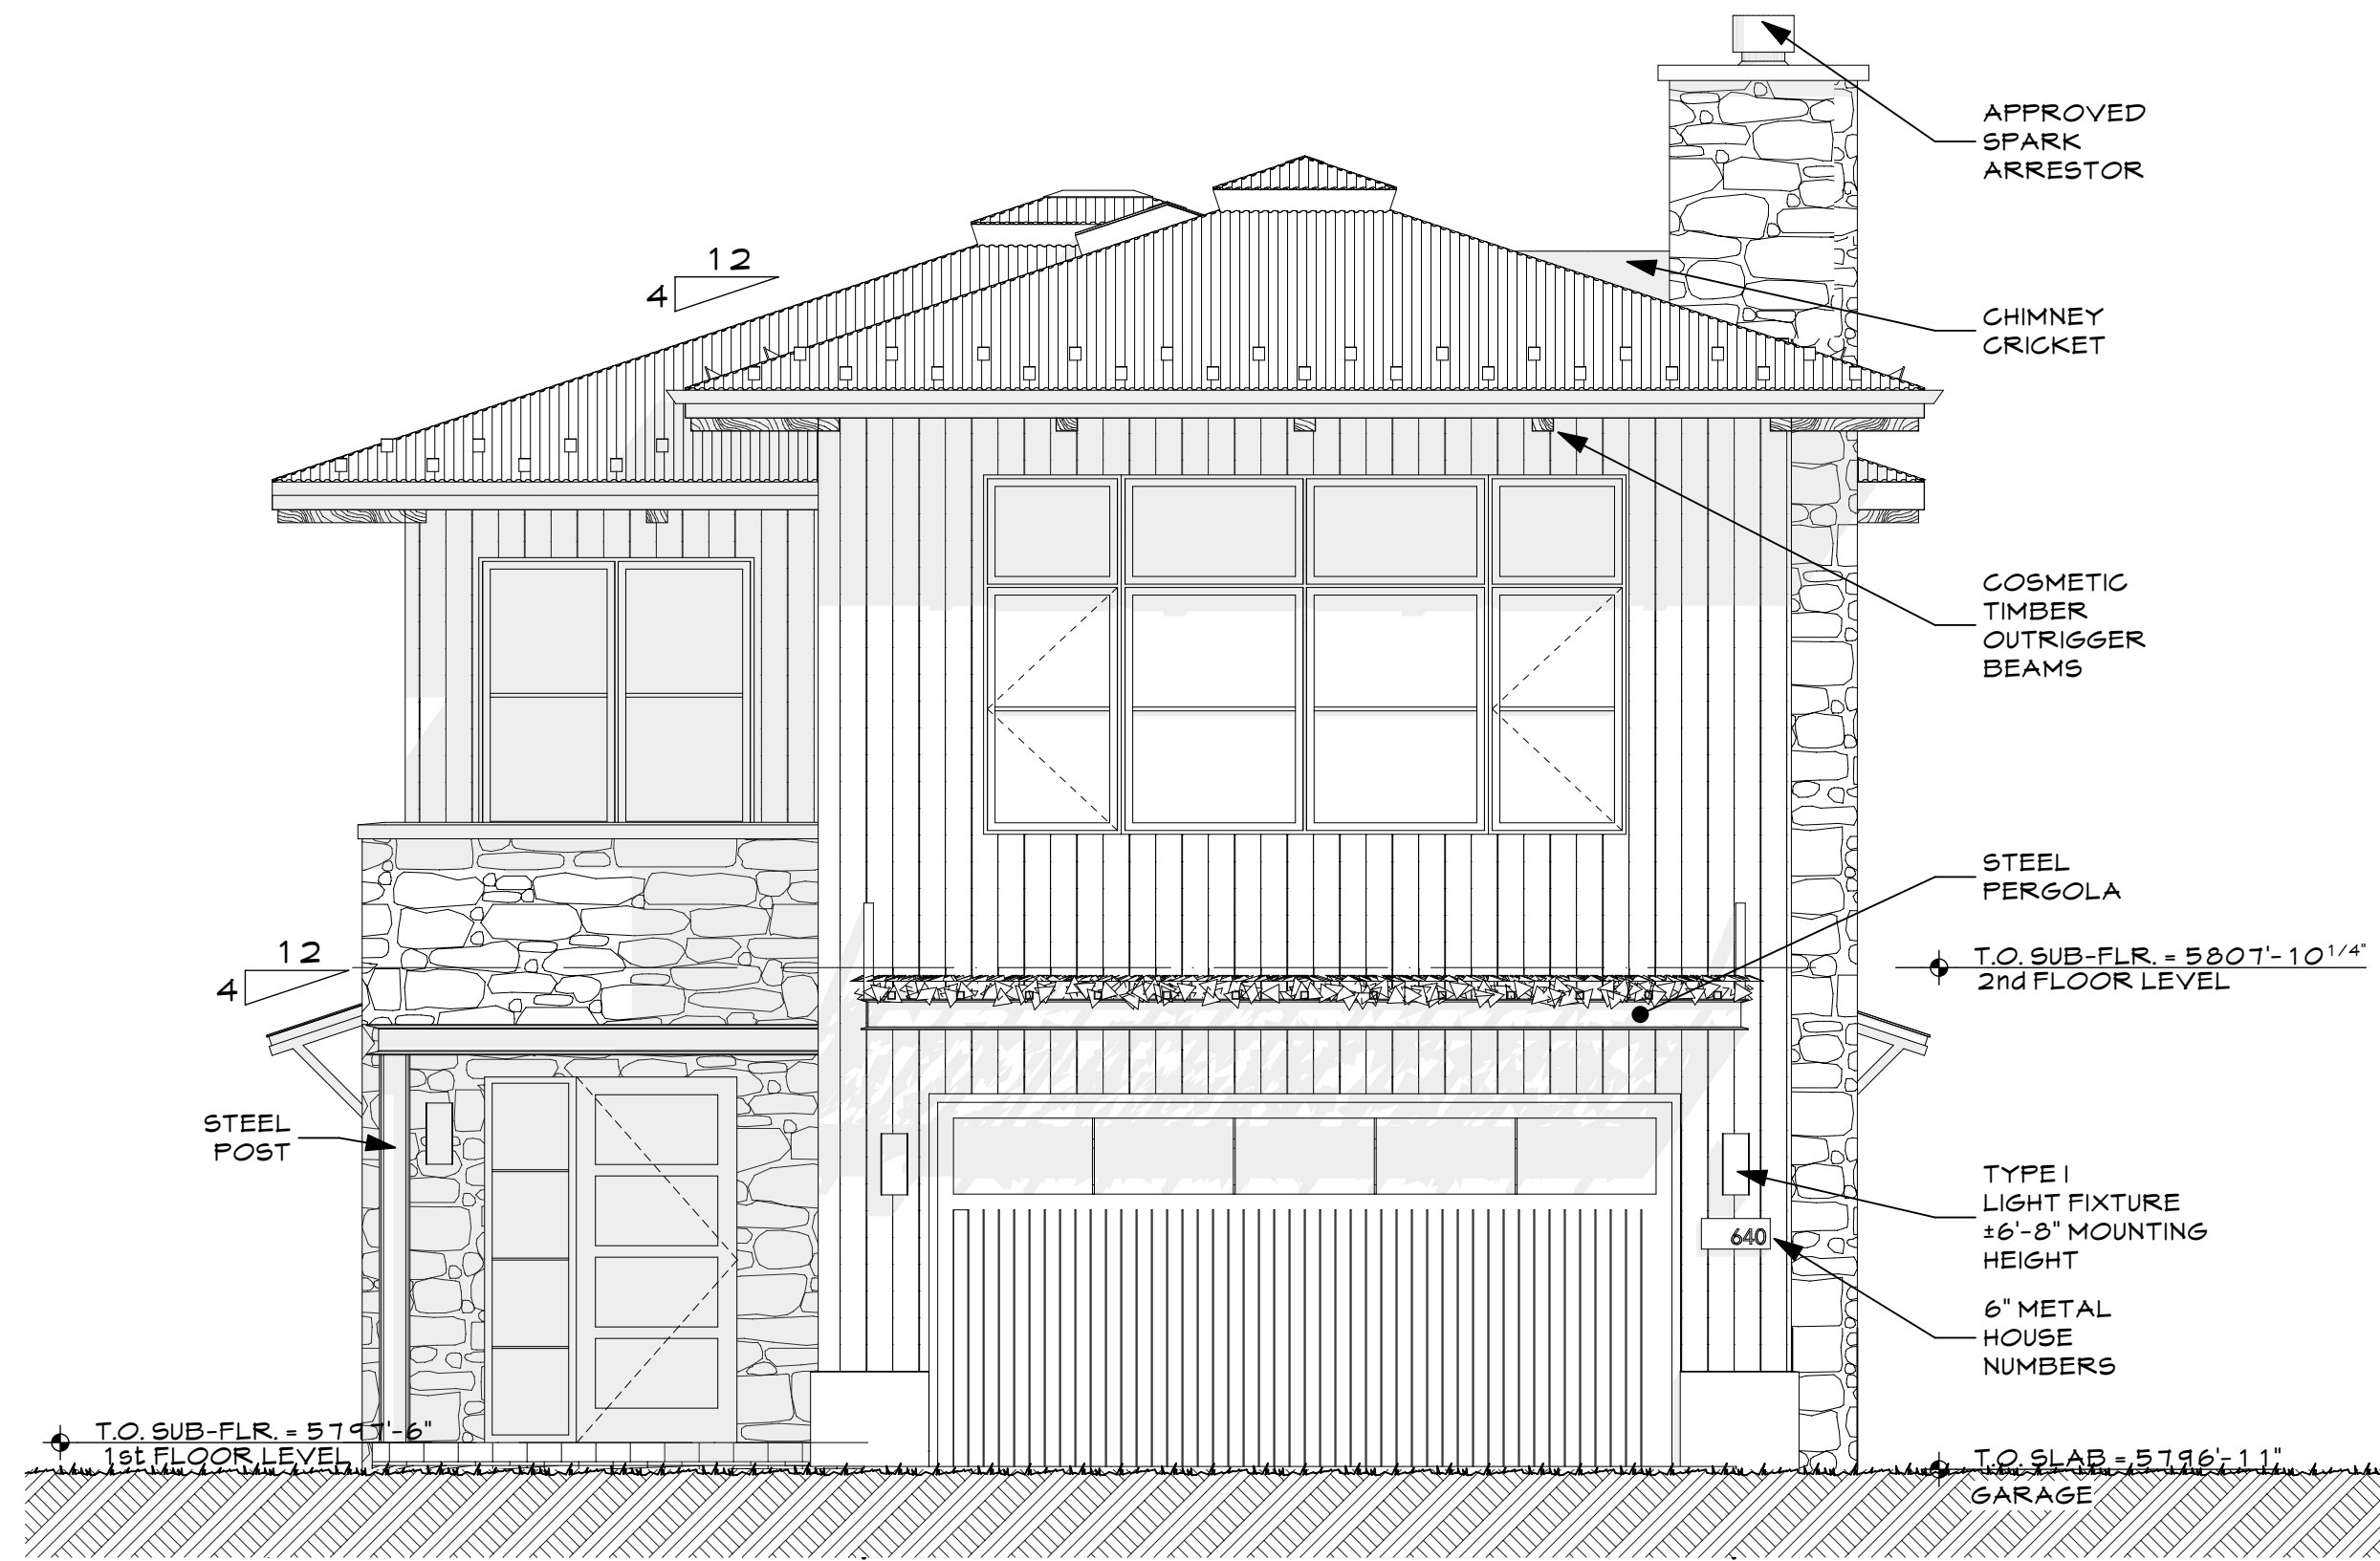 APPROVED
SPARK
ARRESTOR
12
4
CHIMNEY
CRICKET
COSMETIC
TIMBER
OUTRIGGER
BEAMS
STEEL
PERGOLA
12
4
T.O. SUB-FLR. = 5807'-10 1/4"
2nd FLOOR LEVEL
STEEL
POST
TYPE I
LIGHT FIXTURE
±6'-8" MOUNTING
HEIGHT
640
6" METAL
HOUSE
NUMBERS
T.O. SUB-FLR. = 5797'-6"
1st FLOOR LEVEL
T.O. SLAB = 5796'-11"
GARAGE